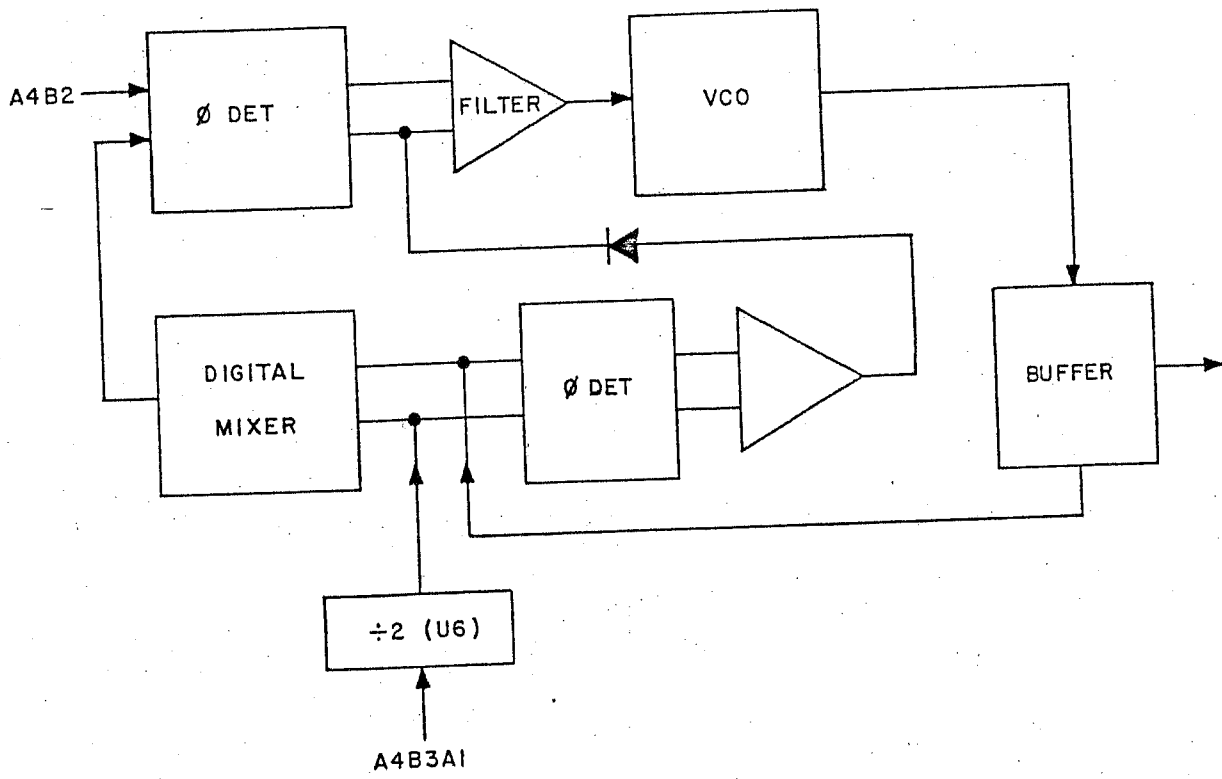 A4B2
Ø DET
FILTER
VCO
DIGITAL
MIXER
Ø DET
BUFFER
÷2 (U6)
A4B3A1